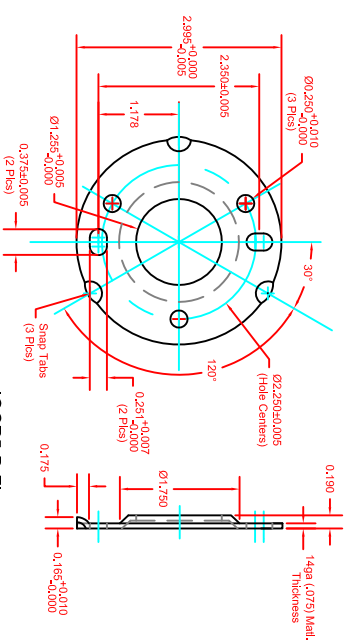 2.995+0.000
-0.005
2.350±0.005
1.178
Ø0.250+0.010
-0.000
(3 Plcs)
Ø1.255+0.005
-0.000
0.375±0.005
(2 Plcs)
30°
120°
Ø2.250±0.005
(Hole Centers)
Snap Tabs
(3 Plcs)
0.251+0.007
-0.000
(2 Plcs)
0.175
Ø1.750
0.190
14ga (.075) Matl.
Thickness
0.165+0.010
-0.000